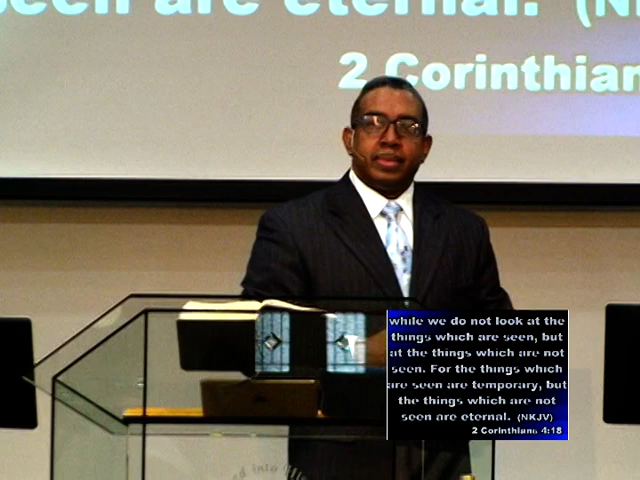 seen are eternal. (N
2 Corinthian
while we do not look at the
things which are seen, but
at the things which are not
seen. For the things which
are seen are temporary, but
the things which are not
seen are eternal. (NKJV)
2 Corinthians 4:18
into